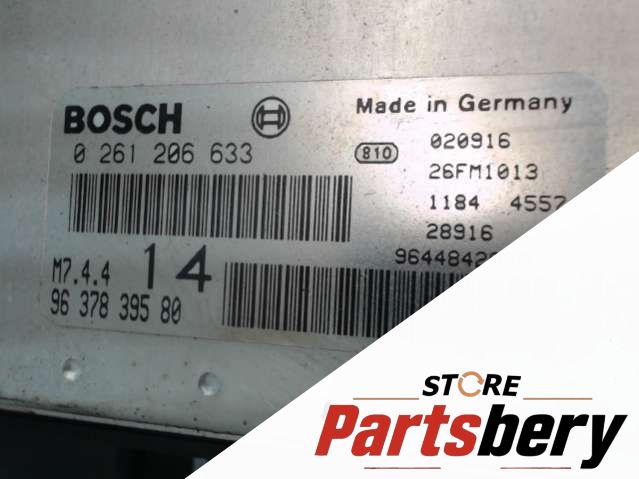 BOSCH
Made in Germany
0 261 206 633
810
020916
26FM1013
1184 4557
28916
M7.4.4
14
96 378 395 80
STORE
Partsbery